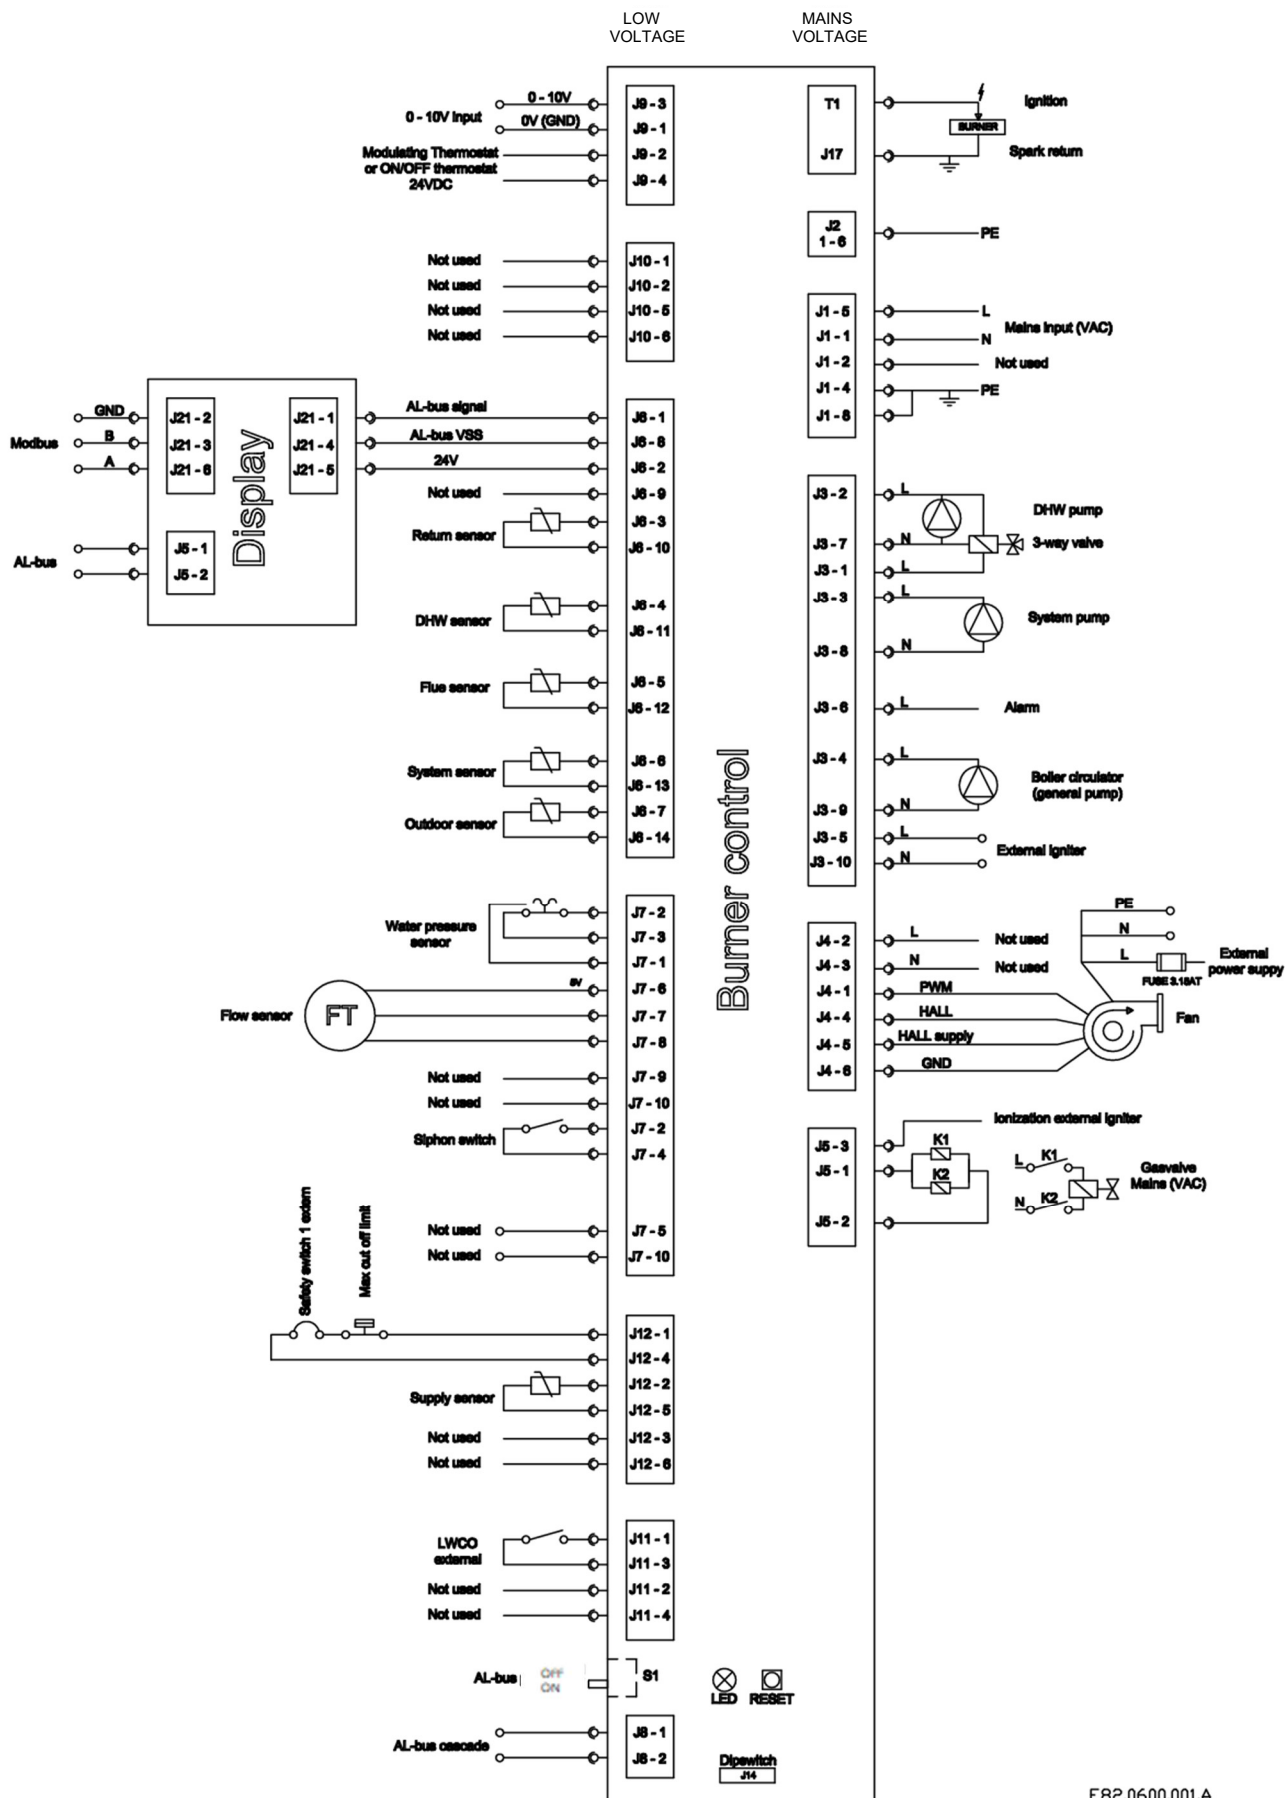 LOW
VOLTAGE
MAINS
VOLTAGE
0 - 10V Input
0 - 10V
0V (GND)
J9 - 3
J9 - 1
Modulating Thermostat
or ON/OFF thermostat
24VDC
J9 - 2
J9 - 4
Not used
J10 - 1
Not used
J10 - 2
Not used
J10 - 5
Not used
J10 - 6
Modbus
GND
B
A
J21 - 2
J21 - 3
J21 - 6
AL-bus
J5 - 1
J5 - 2
Display
J21 - 1
J21 - 4
J21 - 5
AL-bus signal
J6 - 1
AL-bus VSS
J6 - 8
24V
J6 - 2
Not used
J6 - 9
Return sensor
J6 - 3
J6 - 10
DHW sensor
J6 - 4
J6 - 11
Flue sensor
J6 - 5
J6 - 12
System sensor
J6 - 6
J6 - 13
Outdoor sensor
J6 - 7
J6 - 14
Water pressure
sensor
J7 - 2
J7 - 3
J7 - 1
Flow sensor
FT
J7 - 6
J7 - 7
J7 - 8
Not used
J7 - 9
Not used
J7 - 10
Siphon switch
J7 - 2
J7 - 4
Not used
J7 - 5
Not used
J7 - 10
Safety switch 1 extern
Max cut off limit
J12 - 1
J12 - 4
Supply sensor
J12 - 2
J12 - 5
Not used
J12 - 3
Not used
J12 - 6
LWCO
external
J11 - 1
J11 - 3
Not used
J11 - 2
Not used
J11 - 4
AL-bus
OFF
ON
S1
AL-bus cascade
J8 - 1
J8 - 2
Burner control
LED
RESET
Dipswitch
J14
T1
Ignition
BURNER
J17
Spark return
J2
1 - 6
PE
J1 - 5
L
Mains input (VAC)
J1 - 1
N
J1 - 2
Not used
J1 - 4
PE
J1 - 8
J3 - 2
L
DHW pump
J3 - 7
N
3-way valve
J3 - 1
L
J3 - 3
L
System pump
J3 - 8
N
J3 - 6
L
Alarm
J3 - 4
L
Boiler circulator
(general pump)
J3 - 9
N
J3 - 5
L
External igniter
J3 - 10
N
J4 - 2
L
Not used
J4 - 3
N
Not used
J4 - 1
PWM
J4 - 4
HALL
J4 - 5
HALL supply
J4 - 6
GND
PE
N
L
FUSE 3.15AT
External
power suppy
Fan
Ionization external igniter
J5 - 3
J5 - 1
J5 - 2
K1
K2
L
K1
N
K2
Gasvalve
Mains (VAC)